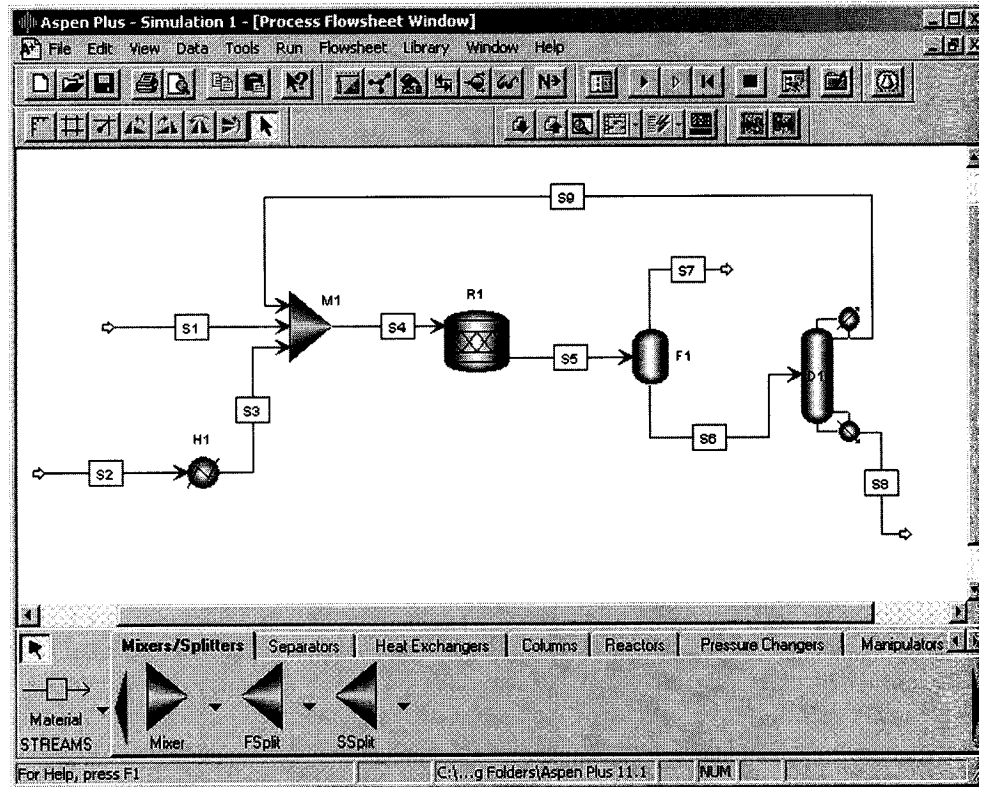 Aspen Plus - Simulation 1 - [Process Flowsheet Window]
File Edit View Data Tools Run Flowsheet Library Window Help
N>
S9
S7
M1
R1
S1
S4
F1
S5
D1
S3
S6
H1
S2
S8
Mixers/Splitters Separators Heat Exchangers Columns Reactors Pressure Changers Manipulators
Material
STREAMS
Mixer FSplit SSplit
For Help, press F1 C:\...g Folders\Aspen Plus 11.1 NUM